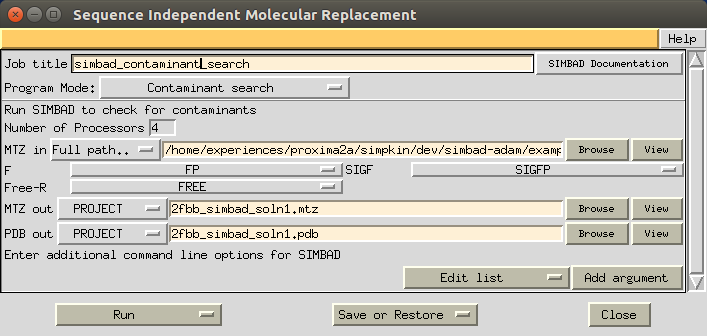 Sequence Independent Molecular Replacement
Help
Job title simbad_contaminant_search SIMBAD Documentation
Program Mode: Contaminant search
Run SIMBAD to check for contaminants
Number of Processors 4
MTZ in Full path.. /home/experiences/proxima2a/simpkin/dev/simbad-adam/examp Browse View
F FP SIGF SIGFP
Free-R FREE
MTZ out PROJECT 2fbb_simbad_soln1.mtz Browse View
PDB out PROJECT 2fbb_simbad_soln1.pdb Browse View
Enter additional command line options for SIMBAD
Edit list Add argument
Run Save or Restore Close